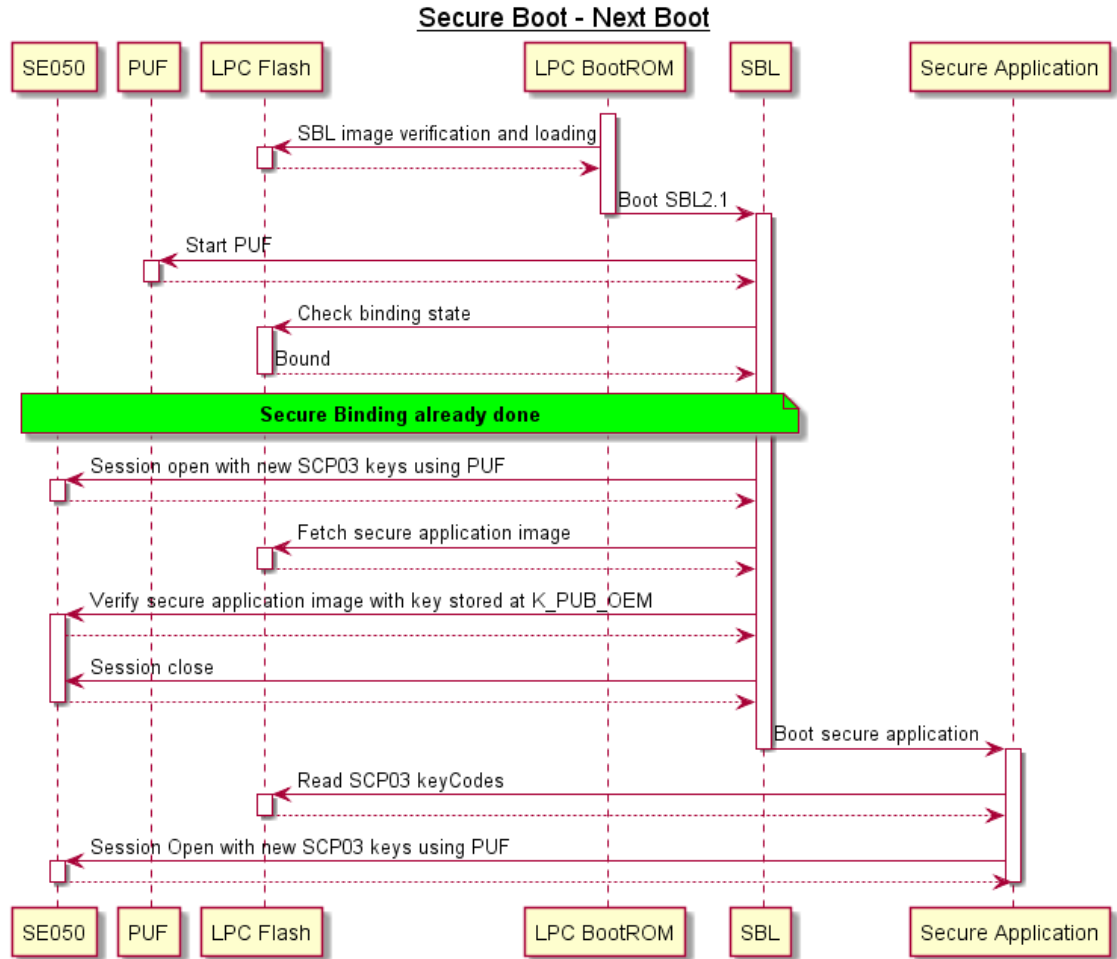 Secure Boot - Next Boot
SE050 PUF LPC Flash LPC BootROM SBL Secure Application
SBL image verification and loading
Boot SBL2.1
Start PUF
Check binding state
Bound
Secure Binding already done
Session open with new SCP03 keys using PUF
Fetch secure application image
Verify secure application image with key stored at K_PUB_OEM
Session close
Boot secure application
Read SCP03 keyCodes
Session Open with new SCP03 keys using PUF
SE050 PUF LPC Flash LPC BootROM SBL Secure Application